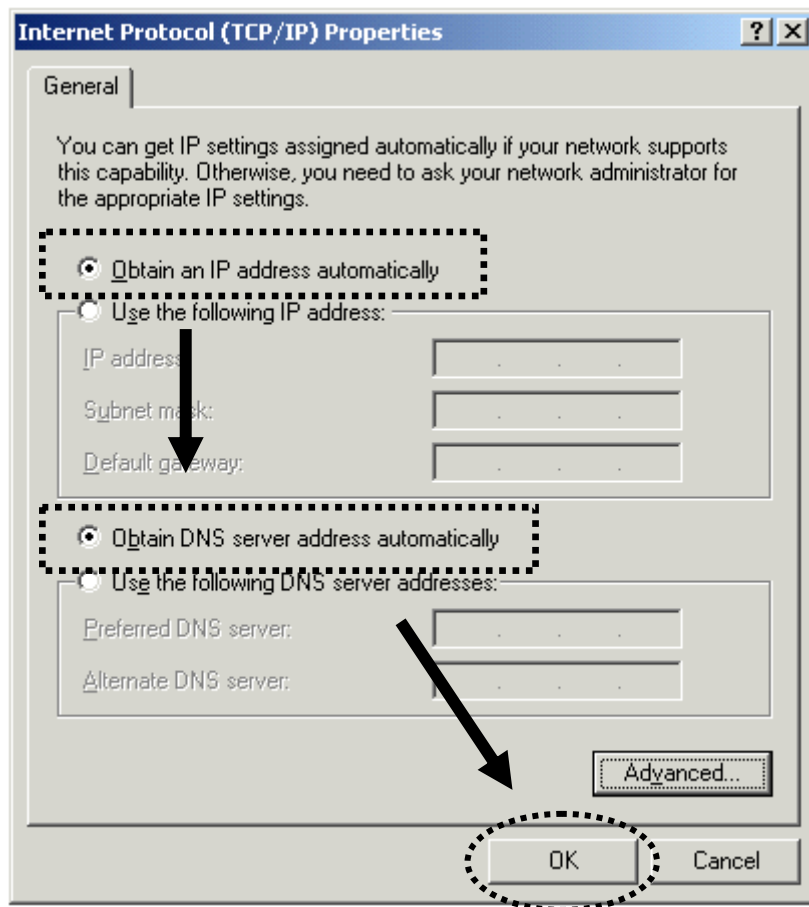 Internet Protocol (TCP/IP) Properties
General
You can get IP settings assigned automatically if your network supports
this capability. Otherwise, you need to ask your network administrator for
the appropriate IP settings.
Obtain an IP address automatically
Use the following IP address:
IP address:
Subnet mask:
Default gateway:
Obtain DNS server address automatically
Use the following DNS server addresses:
Preferred DNS server:
Alternate DNS server:
Advanced...
OK
Cancel